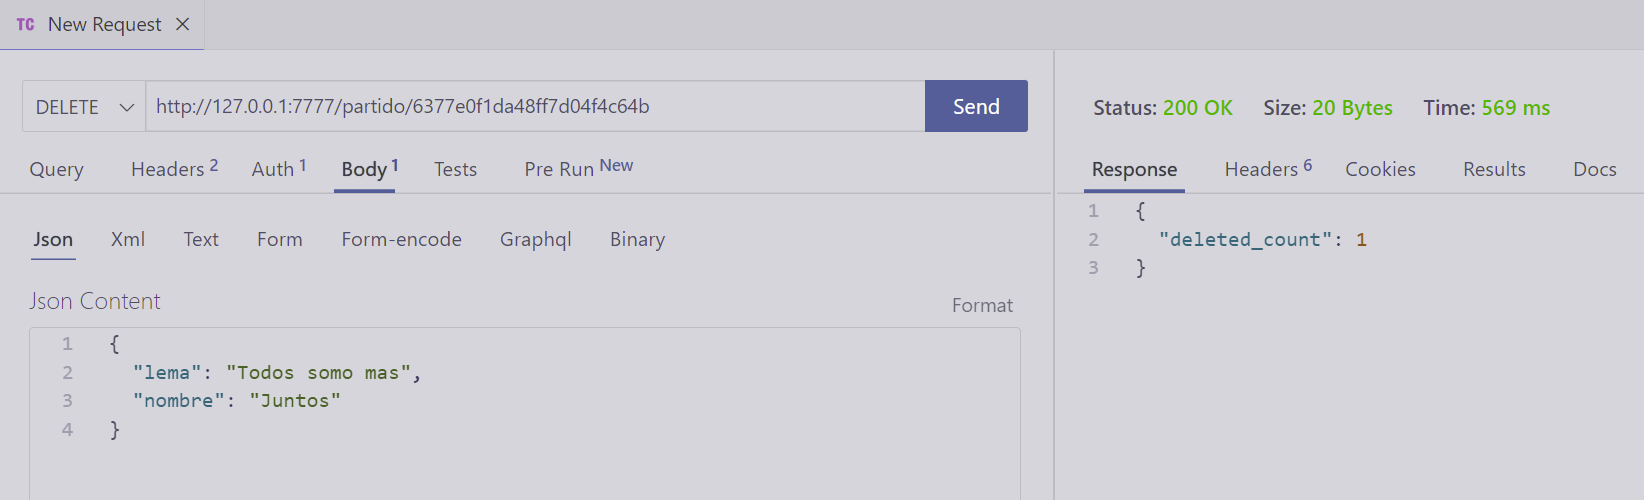 TC New Request ×
DELETE http://127.0.0.1:7777/partido/6377e0f1da48ff7d04f4c64b Send
Query Headers 2 Auth 1 Body 1 Tests Pre Run New
Json Xml Text Form Form-encode Graphql Binary
Json Content Format
1 {
2 "lema": "Todos somo mas",
3 "nombre": "Juntos"
4 }
Status: 200 OK Size: 20 Bytes Time: 569 ms
Response Headers 6 Cookies Results Docs
1 {
2 "deleted_count": 1
3 }